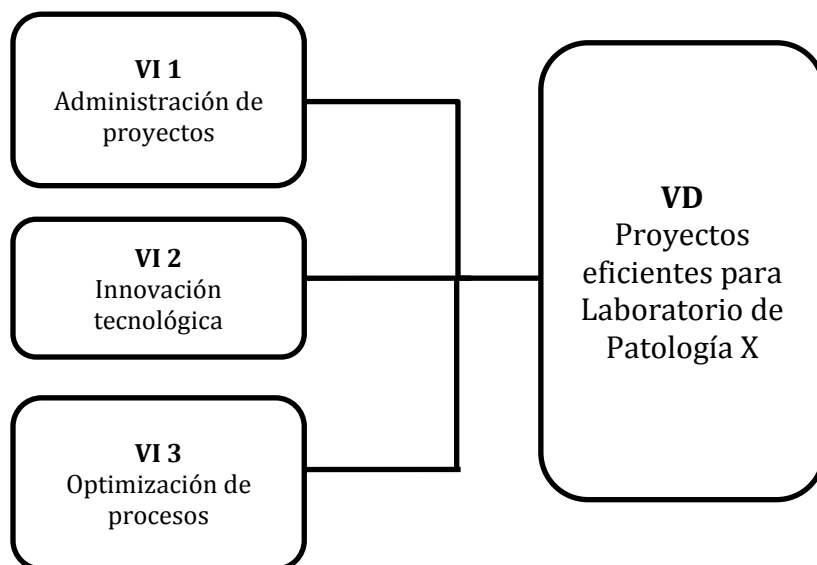 VI 1
Administración de
proyectos
VI 2
Innovación
tecnológica
VI 3
Optimización de
procesos
VD
Proyectos
eficientes para
Laboratorio de
Patología X